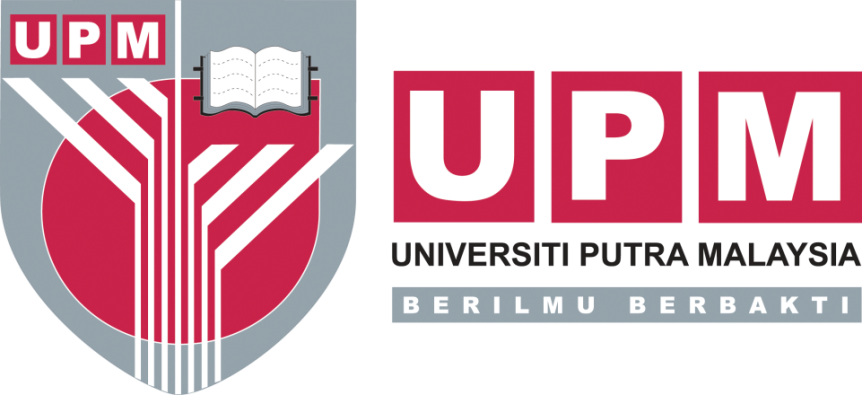 UPM
UPM
UNIVERSITI PUTRA MALAYSIA
BERILMU BERBAKTI